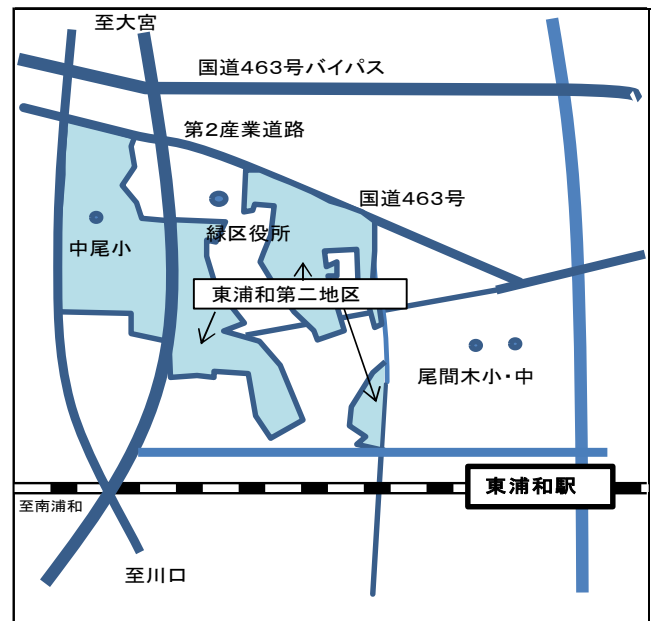 至大宮
国道463号バイパス
第2産業道路
国道463号
緑区役所
中尾小
東浦和第二地区
尾間木小・中
東浦和駅
至南浦和
至川口